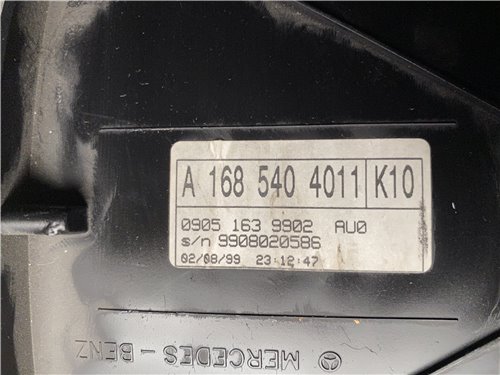 A 168 540 4011 K10
0905 163 9902 AU0
s/n 9908020586
02/08/99 23:12:47
MERCEDES-BENZ